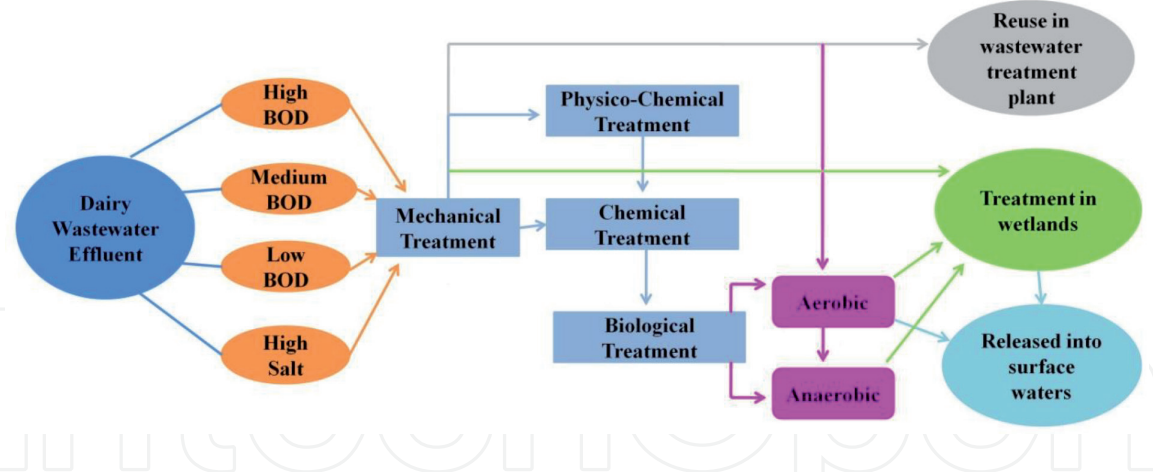 Reuse in
wastewater
treatment
plant
High
BOD
Physico-Chemical
Treatment
Medium
BOD
Dairy
Wastewater
Effluent
Mechanical
Treatment
Chemical
Treatment
Treatment in
wetlands
Low
BOD
Aerobic
Biological
Treatment
High
Salt
Anaerobic
Released into
surface
waters